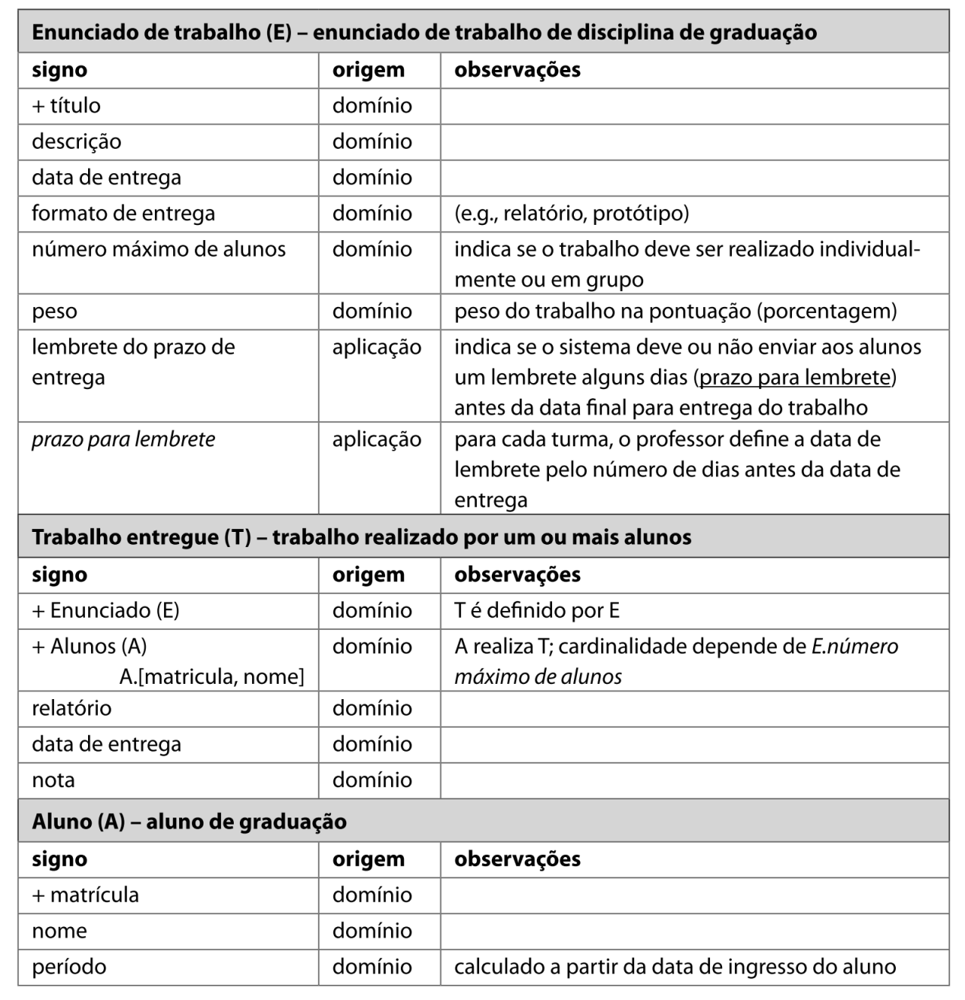 Enunciado de trabalho (E) – enunciado de trabalho de disciplina de graduação
signo origem observações
+ título domínio
descrição domínio
data de entrega domínio
formato de entrega domínio (e.g., relatório, protótipo)
número máximo de alunos domínio indica se o trabalho deve ser realizado individual-
mente ou em grupo
peso domínio peso do trabalho na pontuação (porcentagem)
lembrete do prazo de aplicação indica se o sistema deve ou não enviar aos alunos
entrega um lembrete alguns dias (prazo para lembrete)
antes da data final para entrega do trabalho
prazo para lembrete aplicação para cada turma, o professor define a data de
lembrete pelo número de dias antes da data de
entrega
Trabalho entregue (T) – trabalho realizado por um ou mais alunos
signo origem observações
+ Enunciado (E) domínio T é definido por E
+ Alunos (A) domínio A realiza T; cardinalidade depende de E.número
A.[matricula, nome] máximo de alunos
relatório domínio
data de entrega domínio
nota domínio
Aluno (A) – aluno de graduação
signo origem observações
+ matrícula domínio
nome domínio
período domínio calculado a partir da data de ingresso do aluno